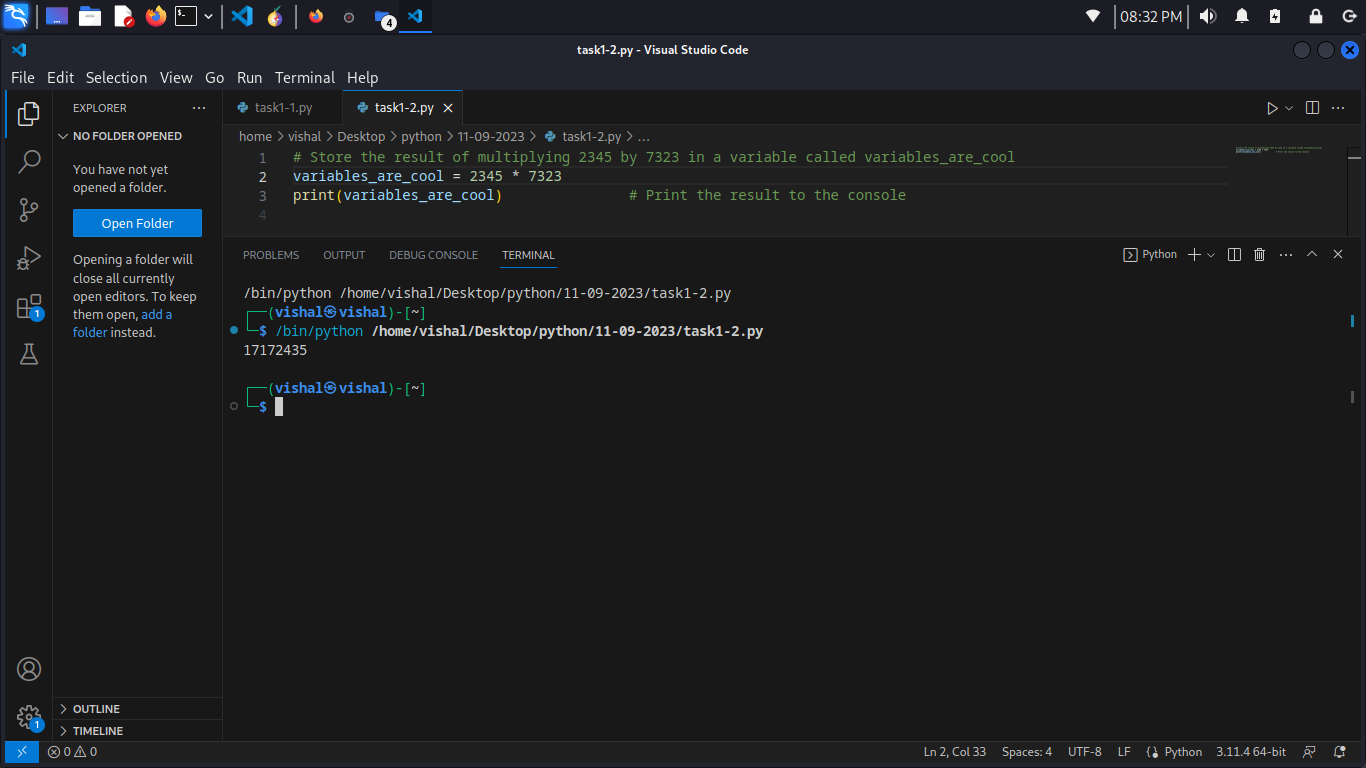 4
08:32 PM
task1-2.py - Visual Studio Code
File Edit Selection View Go Run Terminal Help
EXPLORER
task1-1.py
task1-2.py
NO FOLDER OPENED
home > vishal > Desktop > python > 11-09-2023 > task1-2.py > ...
You have not yet
opened a folder.
Open Folder
Opening a folder will
close all currently
open editors. To keep
them open, add a
folder instead.
1 # Store the result of multiplying 2345 by 7323 in a variable called variables_are_cool
2 variables_are_cool = 2345 * 7323
3 print(variables_are_cool) # Print the result to the console
4
PROBLEMS OUTPUT DEBUG CONSOLE TERMINAL
Python
/bin/python /home/vishal/Desktop/python/11-09-2023/task1-2.py
┌──(vishal㉿vishal)-[~]
└─$ /bin/python /home/vishal/Desktop/python/11-09-2023/task1-2.py
17172435
┌──(vishal㉿vishal)-[~]
└─$
1
1
OUTLINE
TIMELINE
0 0
Ln 2, Col 33 Spaces: 4 UTF-8 LF Python 3.11.4 64-bit